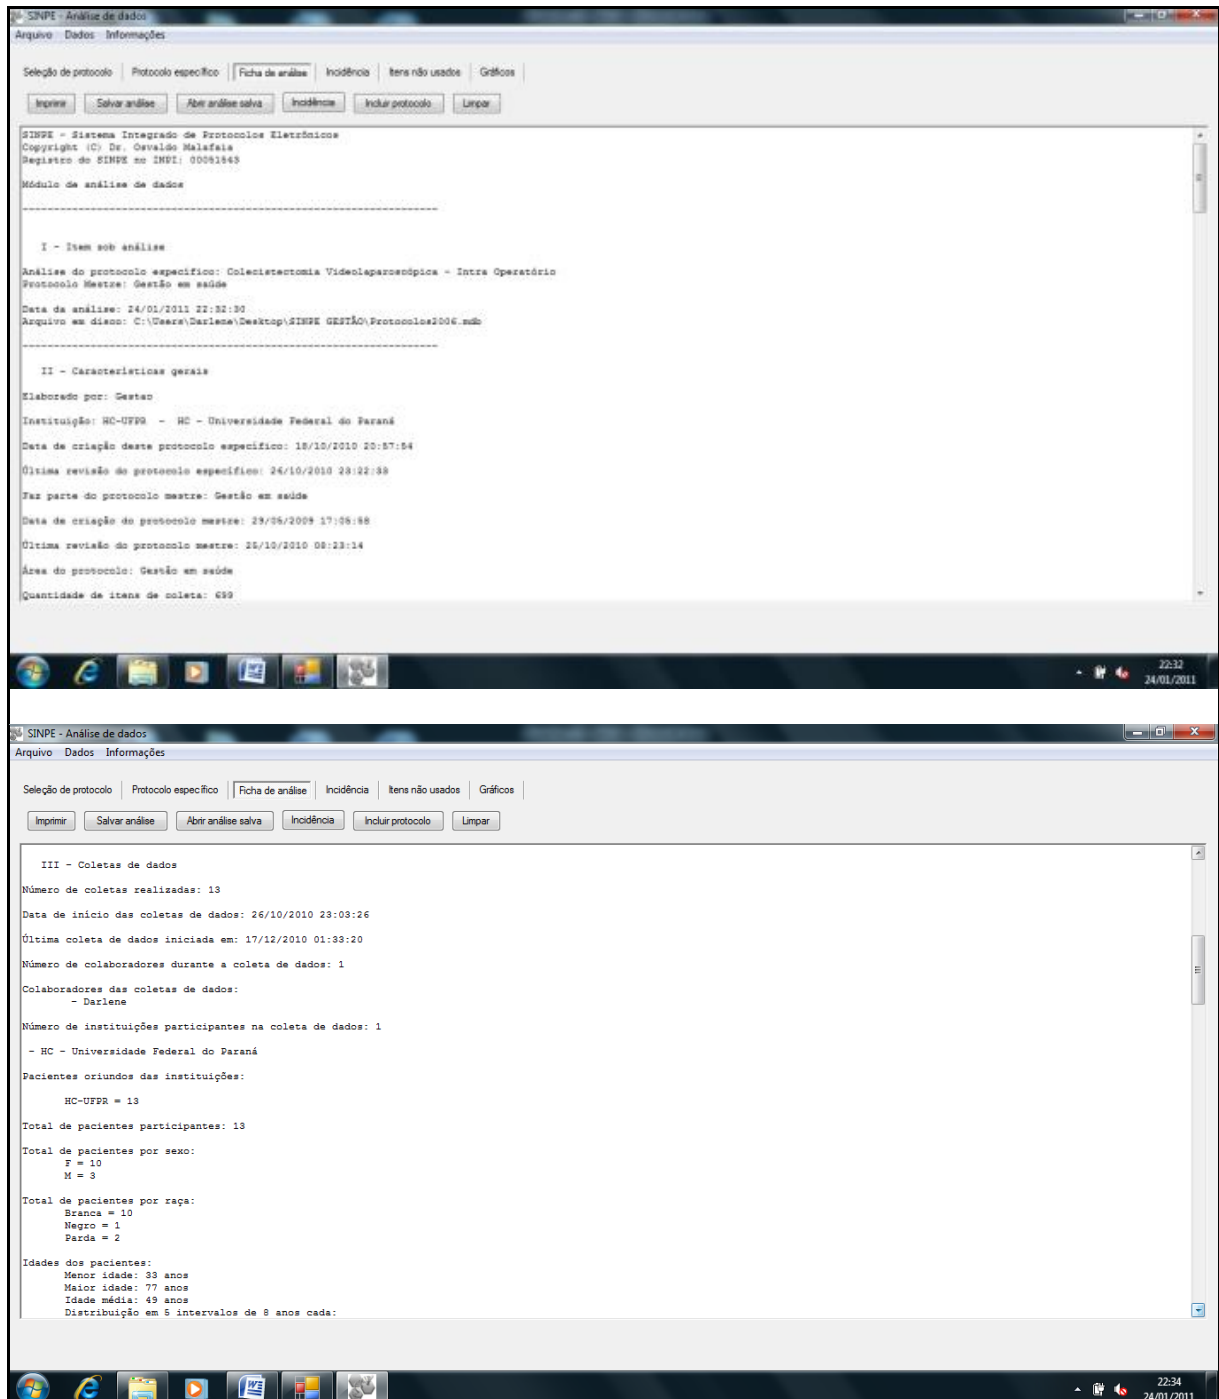 SINPE - Análise de dados
Arquivo Dados Informações
Seleção de protocolo Protocolo específico Ficha de análise Incidência Itens não usados Gráficos
Imprimir Salvar análise Abrir análise salva Incidência Incluir protocolo Limpar
SINPE - Sistema Integrado de Protocolos Eletrônicos
Copyright (C) Dr. Osvaldo Malafaia
Registro do SINPE no INPI: 00051543
Módulo de análise de dados
I - Item sob análise
Análise do protocolo específico: Colecistectomia Videolaparoscópica - Intra Operatório
Protocolo Mestre: Gestão em saúde
Data da análise: 24/01/2011 22:32:30
Arquivo em disco: C:\Users\Darlene\Desktop\SINPE GESTÃO\Protocolos2006.mdb
II - Características gerais
Elaborado por: Gestao
Instituição: HC-UFPR - HC - Universidade Federal do Paraná
Data de criação deste protocolo específico: 18/10/2010 20:57:54
Última revisão do protocolo específico: 26/10/2010 23:22:33
Faz parte do protocolo mestre: Gestão em saúde
Data de criação do protocolo mestre: 29/06/2009 17:05:58
Última revisão do protocolo mestre: 25/10/2010 08:23:14
Área do protocolo: Gestão em saúde
Quantidade de itens de coleta: 699
22:32
24/01/2011
SINPE - Análise de dados
Arquivo Dados Informações
Seleção de protocolo Protocolo específico Ficha de análise Incidência Itens não usados Gráficos
Imprimir Salvar análise Abrir análise salva Incidência Incluir protocolo Limpar
III - Coletas de dados
Número de coletas realizadas: 13
Data de início das coletas de dados: 26/10/2010 23:03:26
Última coleta de dados iniciada em: 17/12/2010 01:33:20
Número de colaboradores durante a coleta de dados: 1
Colaboradores das coletas de dados:
- Darlene
Número de instituições participantes na coleta de dados: 1
- HC - Universidade Federal do Paraná
Pacientes oriundos das instituições:
HC-UFPR = 13
Total de pacientes participantes: 13
Total de pacientes por sexo:
F = 10
M = 3
Total de pacientes por raça:
Branca = 10
Negro = 1
Parda = 2
Idades dos pacientes:
Menor idade: 33 anos
Maior idade: 77 anos
Idade média: 49 anos
Distribuição em 5 intervalos de 8 anos cada:
22:34
24/01/2011